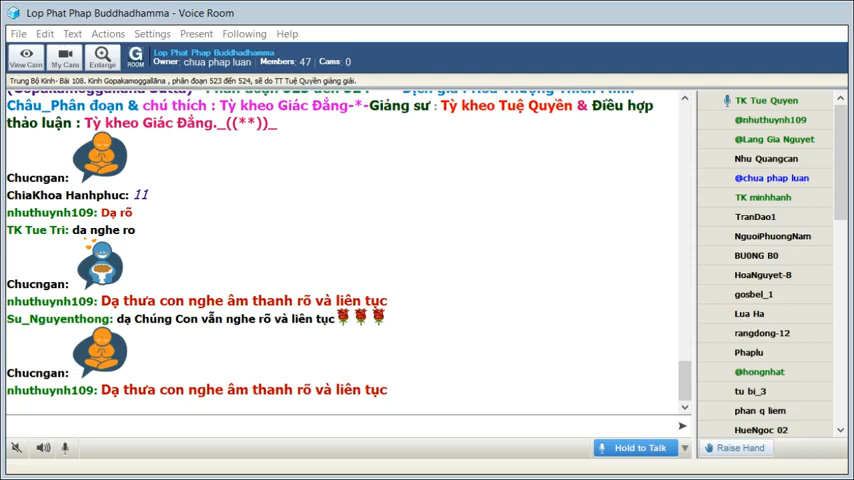 Lop Phat Phap Buddhadhamma - Voice Room
File Edit Text Actions Settings Present Following Help
View Cam
My Cam
Enlarge
G
ROOM
Lop Phat Phap Buddhadhamma
Owner: chua phap luan Members: 47 Cams: 0
Trung Bộ Kinh- Bài 108. Kinh Gopakamoggallāna , phân đoạn 523 đến 524, sẽ do TT Tuệ Quyền giảng giải.
Châu_Phân đoạn & chú thích : Tỳ kheo Giác Đẳng-*-Giảng sư : Tỳ kheo Tuệ Quyền & Điều hợp
thảo luận : Tỳ kheo Giác Đẳng._((**))_
Chucngan:
ChiaKhoa Hanhphuc: 11
nhuthuynh109: Dạ rõ
TK Tue Tri: da nghe ro
Chucngan:
nhuthuynh109: Dạ thưa con nghe âm thanh rõ và liên tục
Su_Nguyenthong: dạ Chúng Con vẫn nghe rõ và liên tục
Chucngan:
nhuthuynh109: Dạ thưa con nghe âm thanh rõ và liên tục
TK Tue Quyen
@nhuthuynh109
@Lang Gia Nguyet
Nhu Quangcan
@chua phap luan
TK minhhanh
TranDao1
NguoiPhuongNam
BU0NG B0
HoaNguyet-8
gosbel_1
Lua Ha
rangdong-12
Phaplu
@hongnhat
tu bi_3
phan q liem
HueNgoc 02
Hold to Talk
Raise Hand